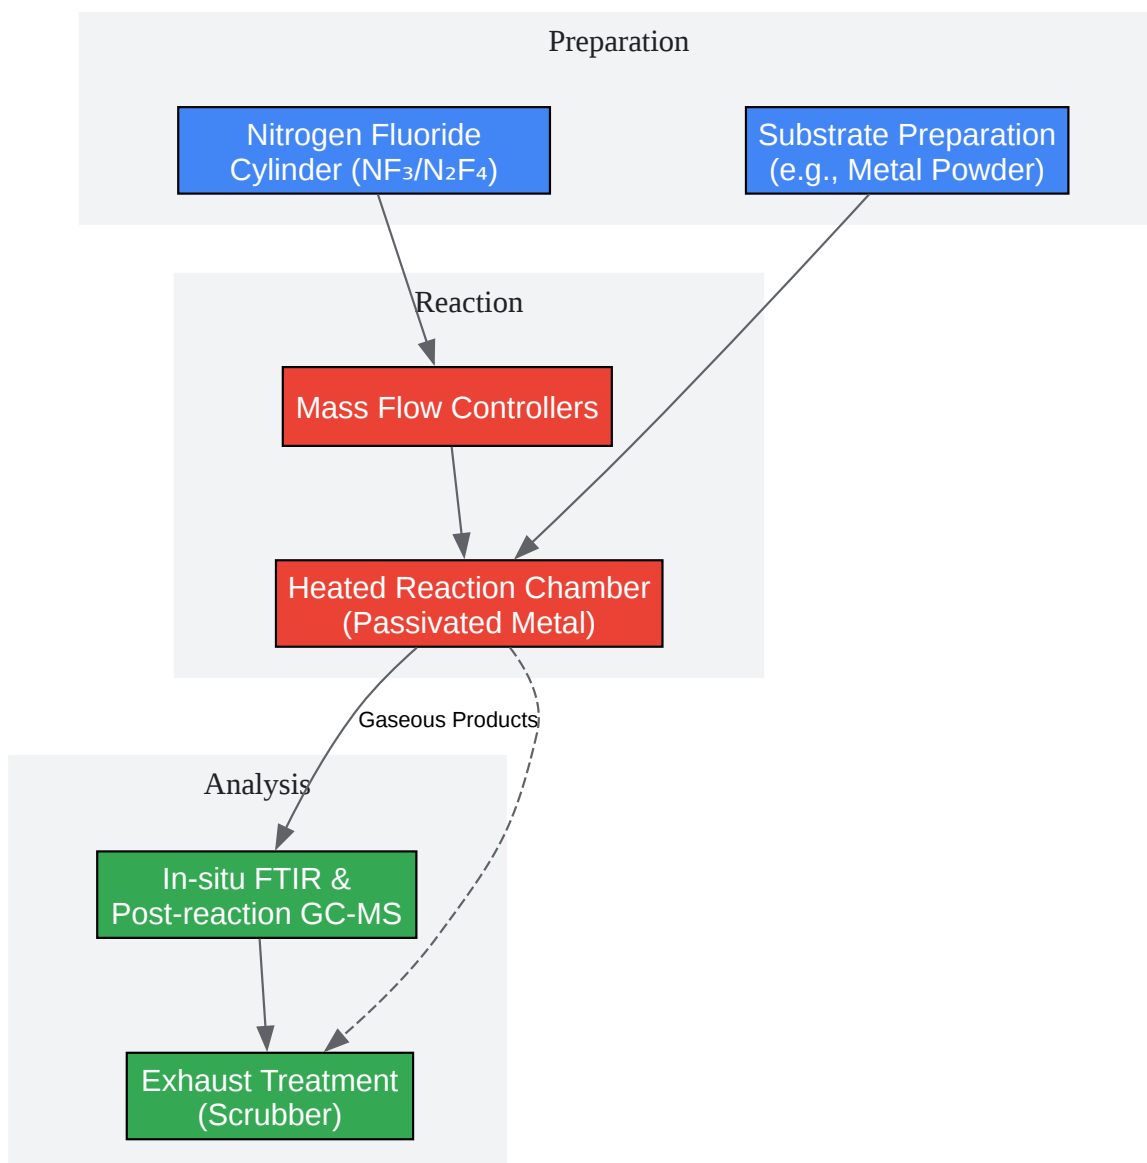 Preparation
Nitrogen Fluoride
Cylinder (NF₃/N₂F₄)
Substrate Preparation
(e.g., Metal Powder)
Reaction
Mass Flow Controllers
Heated Reaction Chamber
(Passivated Metal)
Gaseous Products
Analysis
In-situ FTIR &
Post-reaction GC-MS
Exhaust Treatment
(Scrubber)